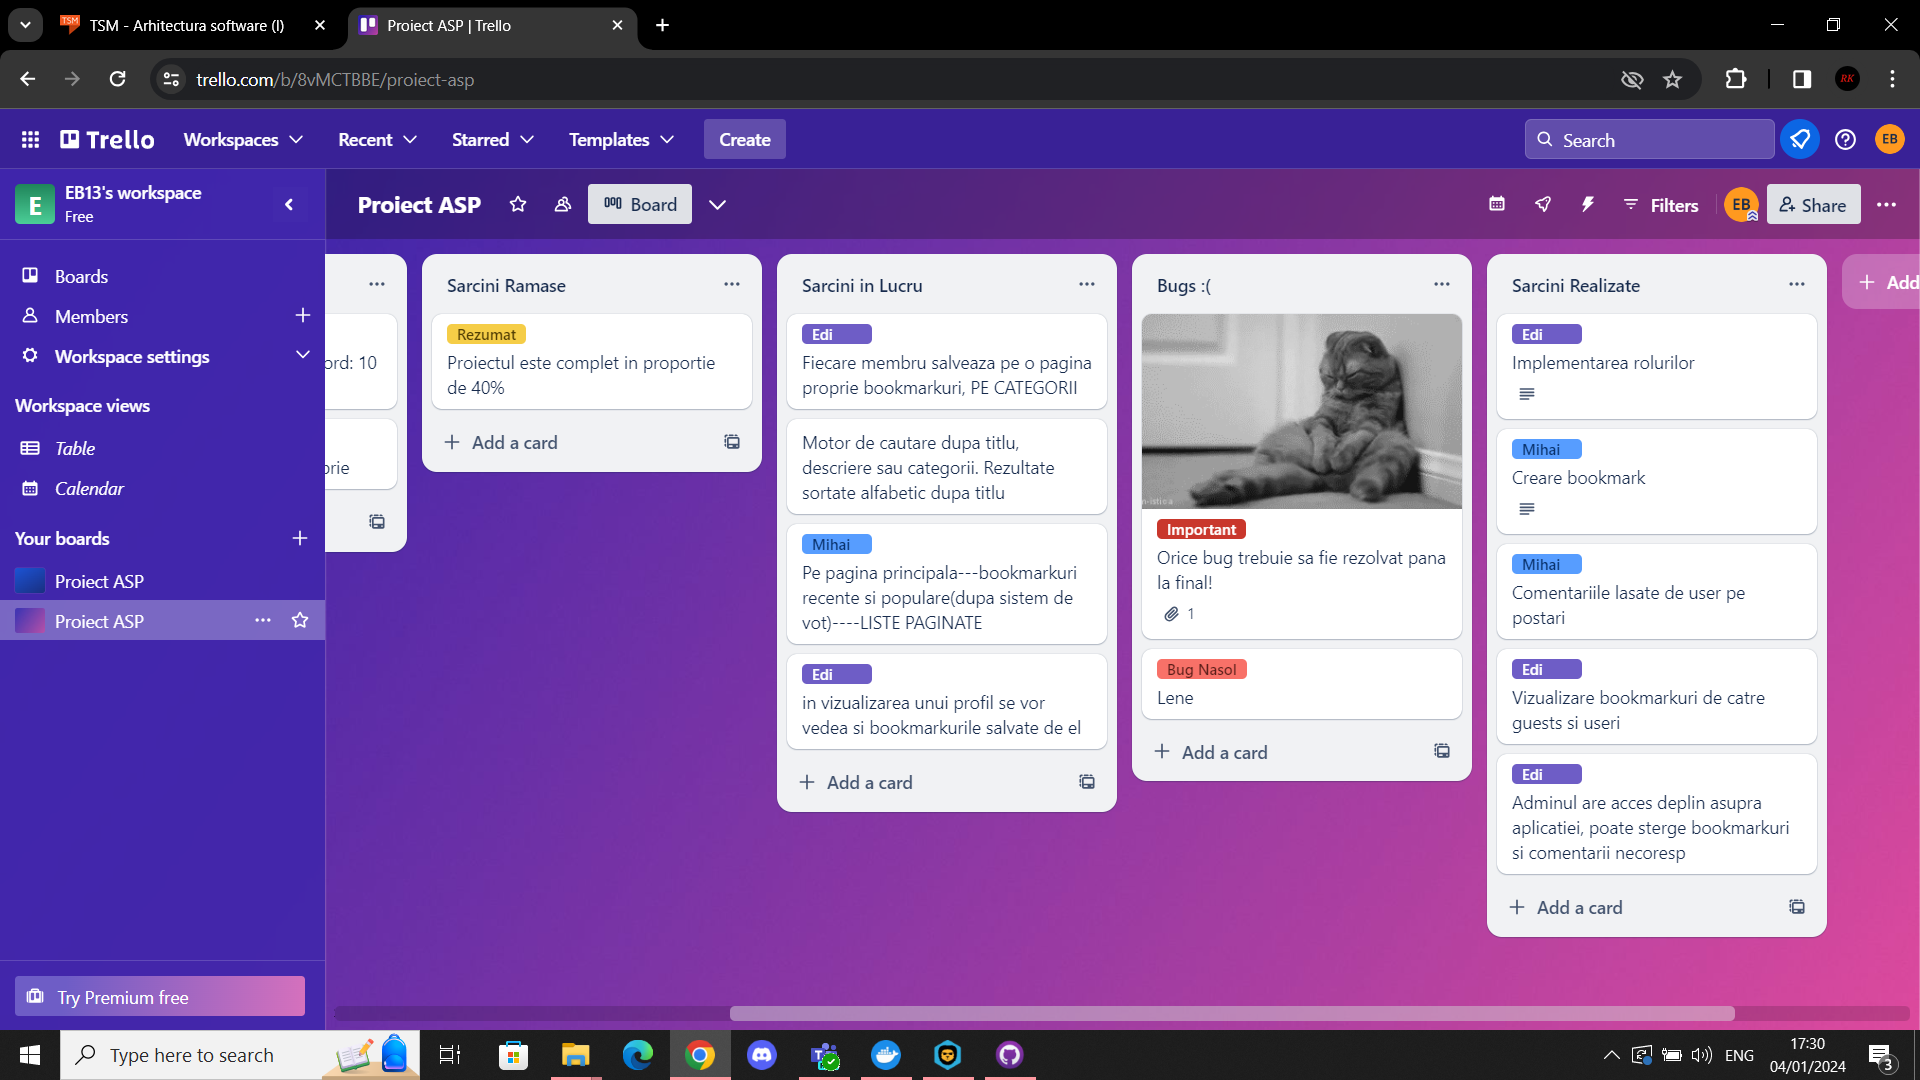 TSM - Arhitectura software (I)
Proiect ASP | Trello
trello.com/b/8vMCTBBE/proiect-asp
RK
Trello
Workspaces
Recent
Starred
Templates
Create
Search
EB
E
EB13's workspace
Free
Boards
Members
Workspace settings
Workspace views
Table
Calendar
Your boards
Proiect ASP
Proiect ASP
Try Premium free
Proiect ASP
Board
Filters
EB
Share
ord: 10
rie
Sarcini Ramase
Rezumat
Proiectul este complet in proportie
de 40%
Add a card
Sarcini in Lucru
Edi
Fiecare membru salveaza pe o pagina
proprie bookmarkuri, PE CATEGORII
Motor de cautare dupa titlu,
descriere sau categorii. Rezultate
sortate alfabetic dupa titlu
Mihai
Pe pagina principala---bookmarkuri
recente si populare(dupa sistem de
vot)----LISTE PAGINATE
Edi
in vizualizarea unui profil se vor
vedea si bookmarkurile salvate de el
Add a card
Bugs :(
Important
Orice bug trebuie sa fie rezolvat pana
la final!
1
Bug Nasol
Lene
Add a card
Sarcini Realizate
Edi
Implementarea rolurilor
Mihai
Creare bookmark
Mihai
Comentariile lasate de user pe
postari
Edi
Vizualizare bookmarkuri de catre
guests si useri
Edi
Adminul are acces deplin asupra
aplicatiei, poate sterge bookmarkuri
si comentarii necoresp
Add a card
Add
Type here to search
ENG
17:30
04/01/2024
3